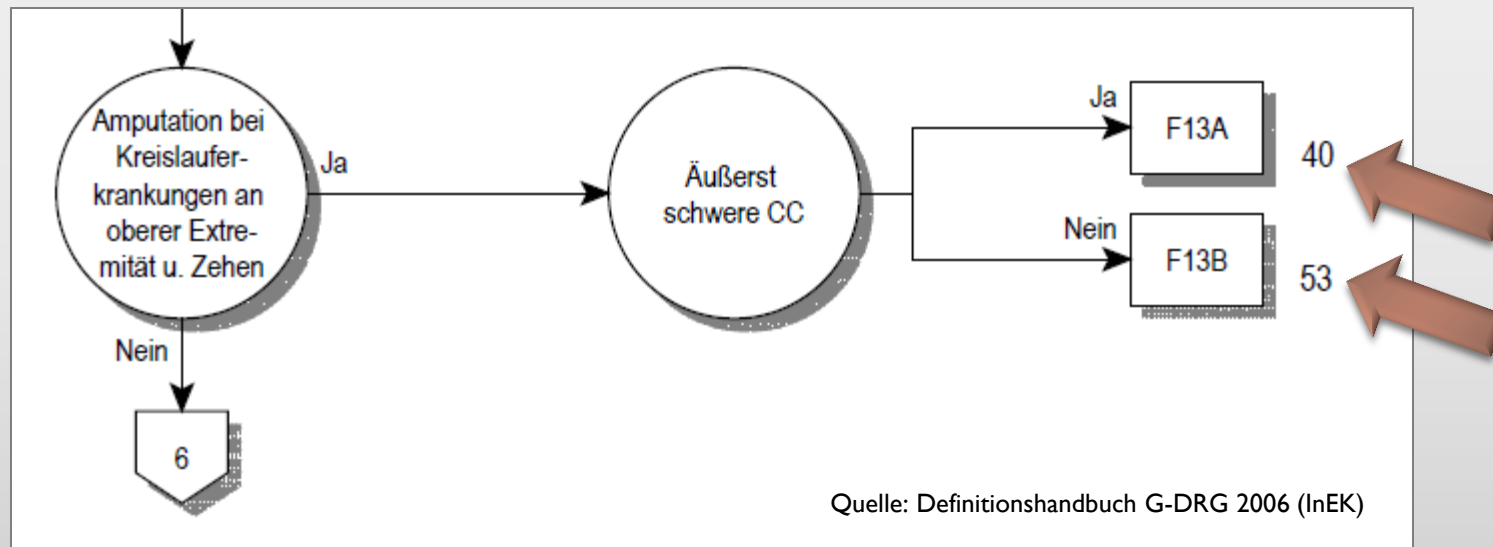 Amputation bei
Kreislaufer-
krankungen an
oberer Extre-
mität u. Zehen
Ja
Äußerst
schwere CC
Ja
F13A
40
Nein
F13B
53
Nein
6
Quelle: Definitionshandbuch G-DRG 2006 (InEK)